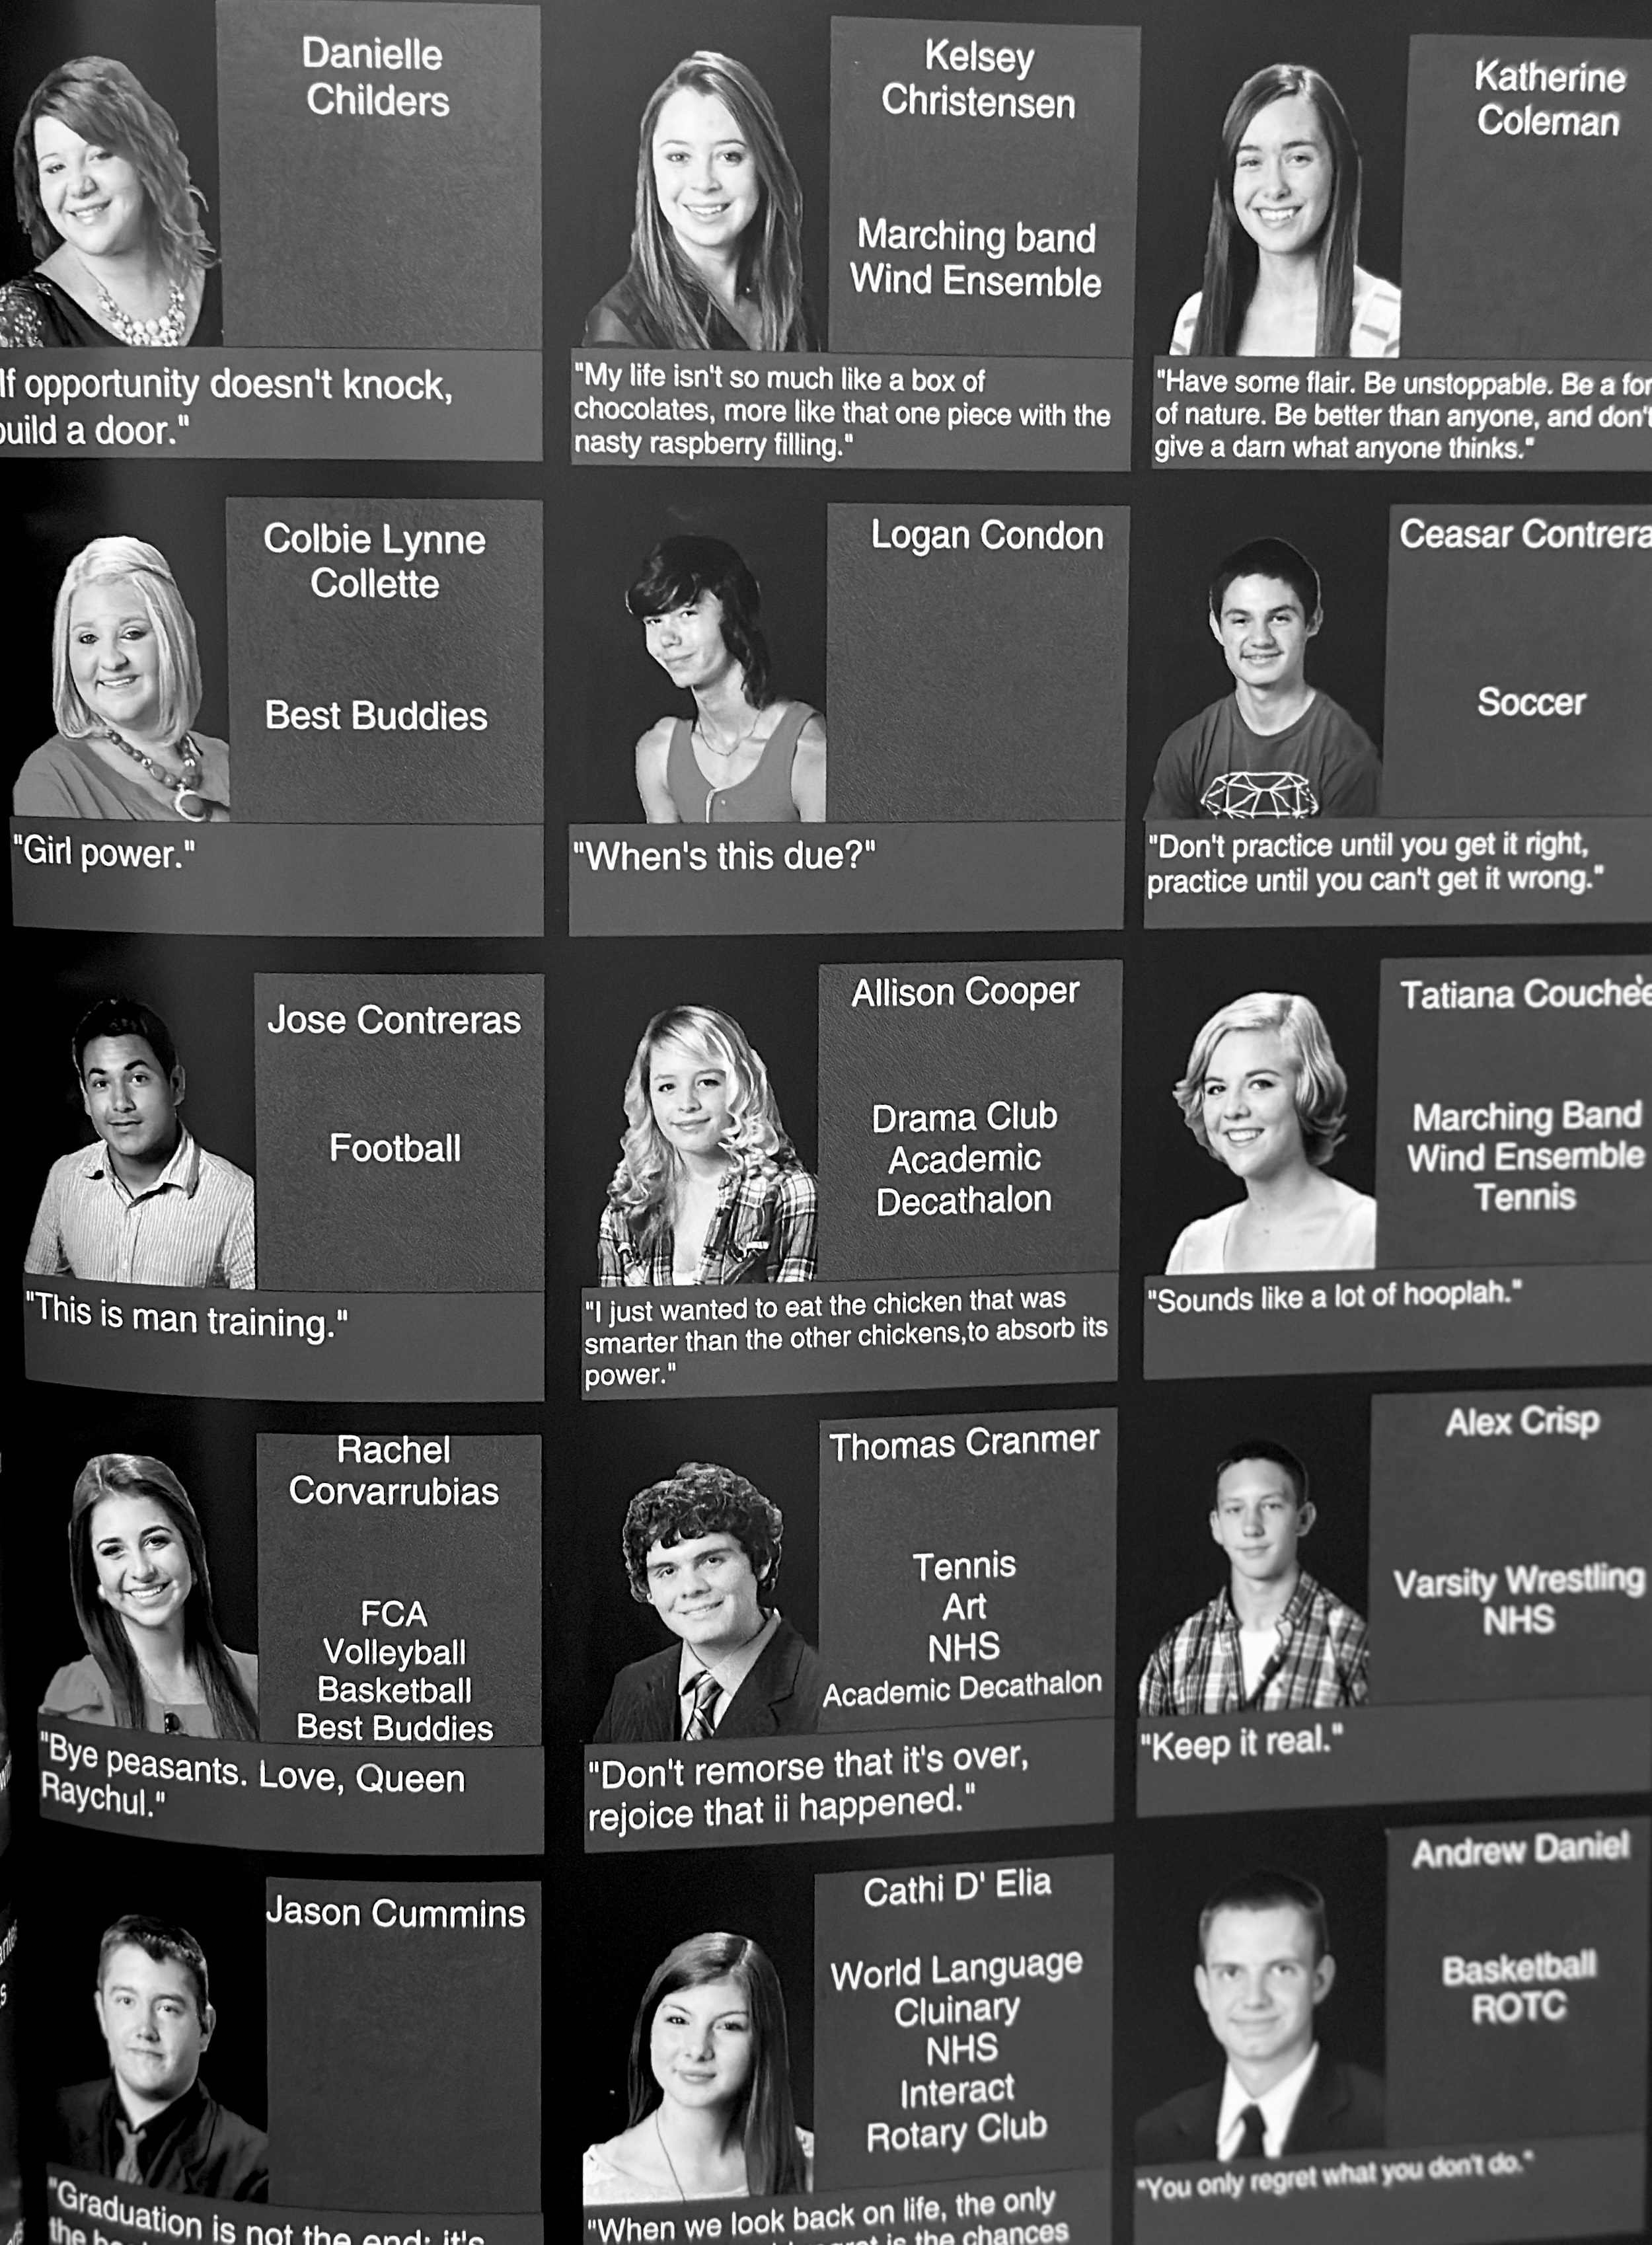 Danielle
Childers
If opportunity doesn't knock,
build a door."
Kelsey
Christensen
Marching band
Wind Ensemble
"My life isn't so much like a box of
chocolates, more like that one piece with the
nasty raspberry filling."
Katherine
Coleman
"Have some flair. Be unstoppable. Be a for
of nature. Be better than anyone, and don't
give a darn what anyone thinks."
Colbie Lynne
Collette
Best Buddies
"Girl power."
Logan Condon
"When's this due?"
Ceasar Contrera
Soccer
"Don't practice until you get it right,
practice until you can't get it wrong."
Jose Contreras
Football
"This is man training."
Allison Cooper
Drama Club
Academic
Decathalon
"I just wanted to eat the chicken that was
smarter than the other chickens,to absorb its
power."
Tatiana Couchèe
Marching Band
Wind Ensemble
Tennis
"Sounds like a lot of hooplah."
Rachel
Corvarrubias
FCA
Volleyball
Basketball
Best Buddies
"Bye peasants. Love, Queen
Raychul."
Thomas Cranmer
Tennis
Art
NHS
Academic Decathalon
"Don't remorse that it's over,
rejoice that ii happened."
Alex Crisp
Varsity Wrestling
NHS
"Keep it real."
Jason Cummins
"Graduation is not the end; it's
the
Cathi D' Elia
World Language
Cluinary
NHS
Interact
Rotary Club
"When we look back on life, the only
is the chances
Andrew Daniel
Basketball
ROTC
"You only regret what you don't do."